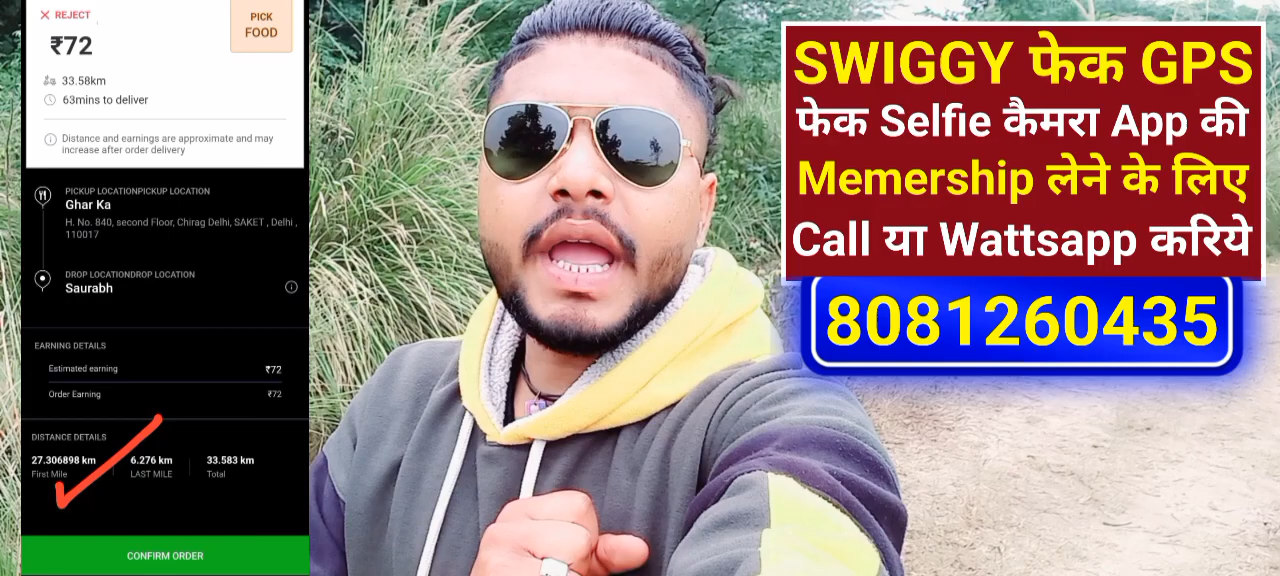 REJECT
PICK
FOOD
₹72
33.58km
63mins to deliver
Distance and earnings are approximate and may
increase after order delivery
PICKUP LOCATIONPICKUP LOCATION
Ghar Ka
H. No. 840, second Floor, Chirag Delhi, SAKET , Delhi ,
110017
DROP LOCATIONDROP LOCATION
Saurabh
EARNING DETAILS
Estimated earning ₹72
Order Earning ₹72
DISTANCE DETAILS
27.306898 km 6.276 km 33.583 km
First Mile LAST MILE Total
CONFIRM ORDER
SWIGGY फेक GPS
फेक Selfie कैमरा App की
Memership लेने के लिए
Call या Wattsapp करिये
8081260435